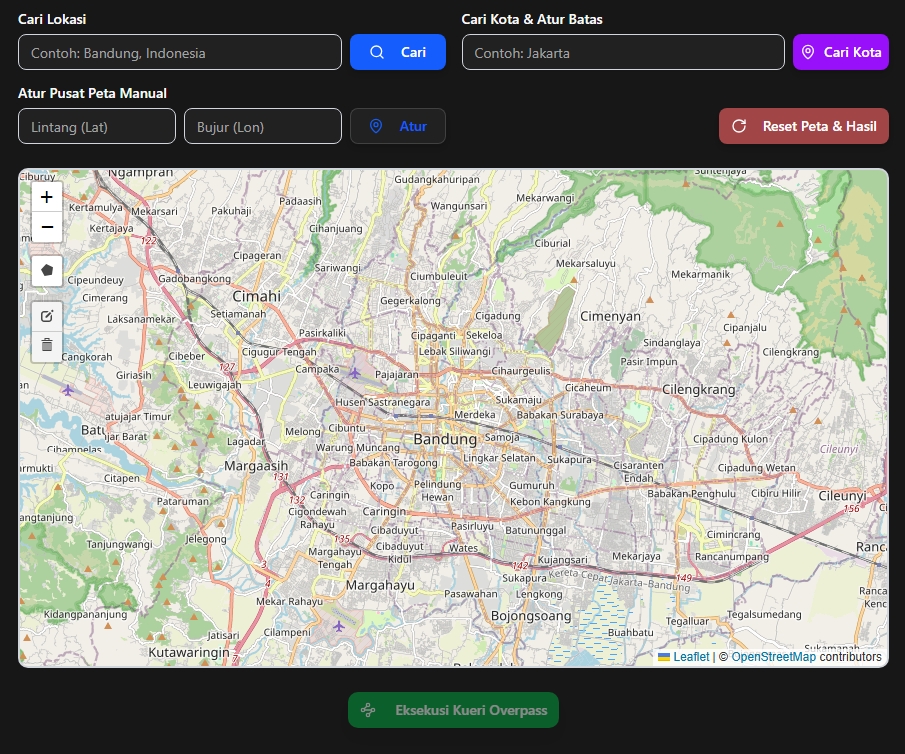 Cari Lokasi
Cari Kota & Atur Batas
Contoh: Bandung, Indonesia
Cari
Contoh: Jakarta
Cari Kota
Atur Pusat Peta Manual
Lintang (Lat)
Bujur (Lon)
Atur
Reset Peta & Hasil
Ngamprah
Ciburuy
Gudangkahuripan
Suntenjaya
+
−
Kertamulya
Mekarsari
Pakuhaji
Padaasih
Wangunsari
Mekarwangi
Kertajaya
122
Cihanjuang
Ciburial
Cipageran
Sariwangi
Ciumbuleuit
Mekarsaluyu
Cipeundeuy
Gadobangkong
Mekarmanik
Cimerang
Cimahi
Gegerkalong
Laksanamekar
Setiamanah
Cigadung
Cimenyan
Cipanjalu
Pasirkaliki
Cipaganti
Sekeloa
Sindanglaya
Cangkorah
Cibeber
Cigugur Tengah
Lebak Siliwangi
Pasir Impun
Cilengkrang
127
Giriasih
Leuwigajah
Campaka
Pajajaran
Cihaurgeulis
Cicaheum
Cilengkrang
Husen Sastranegara
Sukamaju
atujajar Timur
Merdeka
Babakan Surabaya
Batu
jar Barat
Melong
Cibuntu
Bandung
Samoja
Cipadung Kulon
Lagadar
Warung Muncang
Cileunyi
Cihampelas
Margaasih
Babakan Tarogong
Lingkar Selatan
Sukapura
Cisaranten
Endah
Cipadung Wetan
armukti
Citapen
131
Kopo
Pelindung
Hewan
Gumuruh
Babakan Penghulu
Cibiru Hilir
Cileunyi
Pataruman
132
Caringin
Kebon Kangkung
156
angtanjung
Cigondewah
Rahayu
Caringin
Pasirluyu
Batununggal
Cimincrang
Jelegong
Cibaduyut
Tanjungwangi
135
Margahayu
Tengah
Cibaduyut
Kidul
Wates
142
Kujangsari
Mekarjaya
Rancanumpang
Ranca
3
4
Margahayu
Pasawahan
Sukapura
Lengkong
Kereta Cepat Jakarta-Bandung
149
Ranca
Kenc
Kidangpananjung
Mekar Rahayu
Bojongsoang
Tegalluar
Tegalsumedang
Jatisari
Cilampeni
Buahbatu
Kutawaringin
7
Sukamanah
Leaflet | © OpenStreetMap contributors
Eksekusi Kueri Overpass